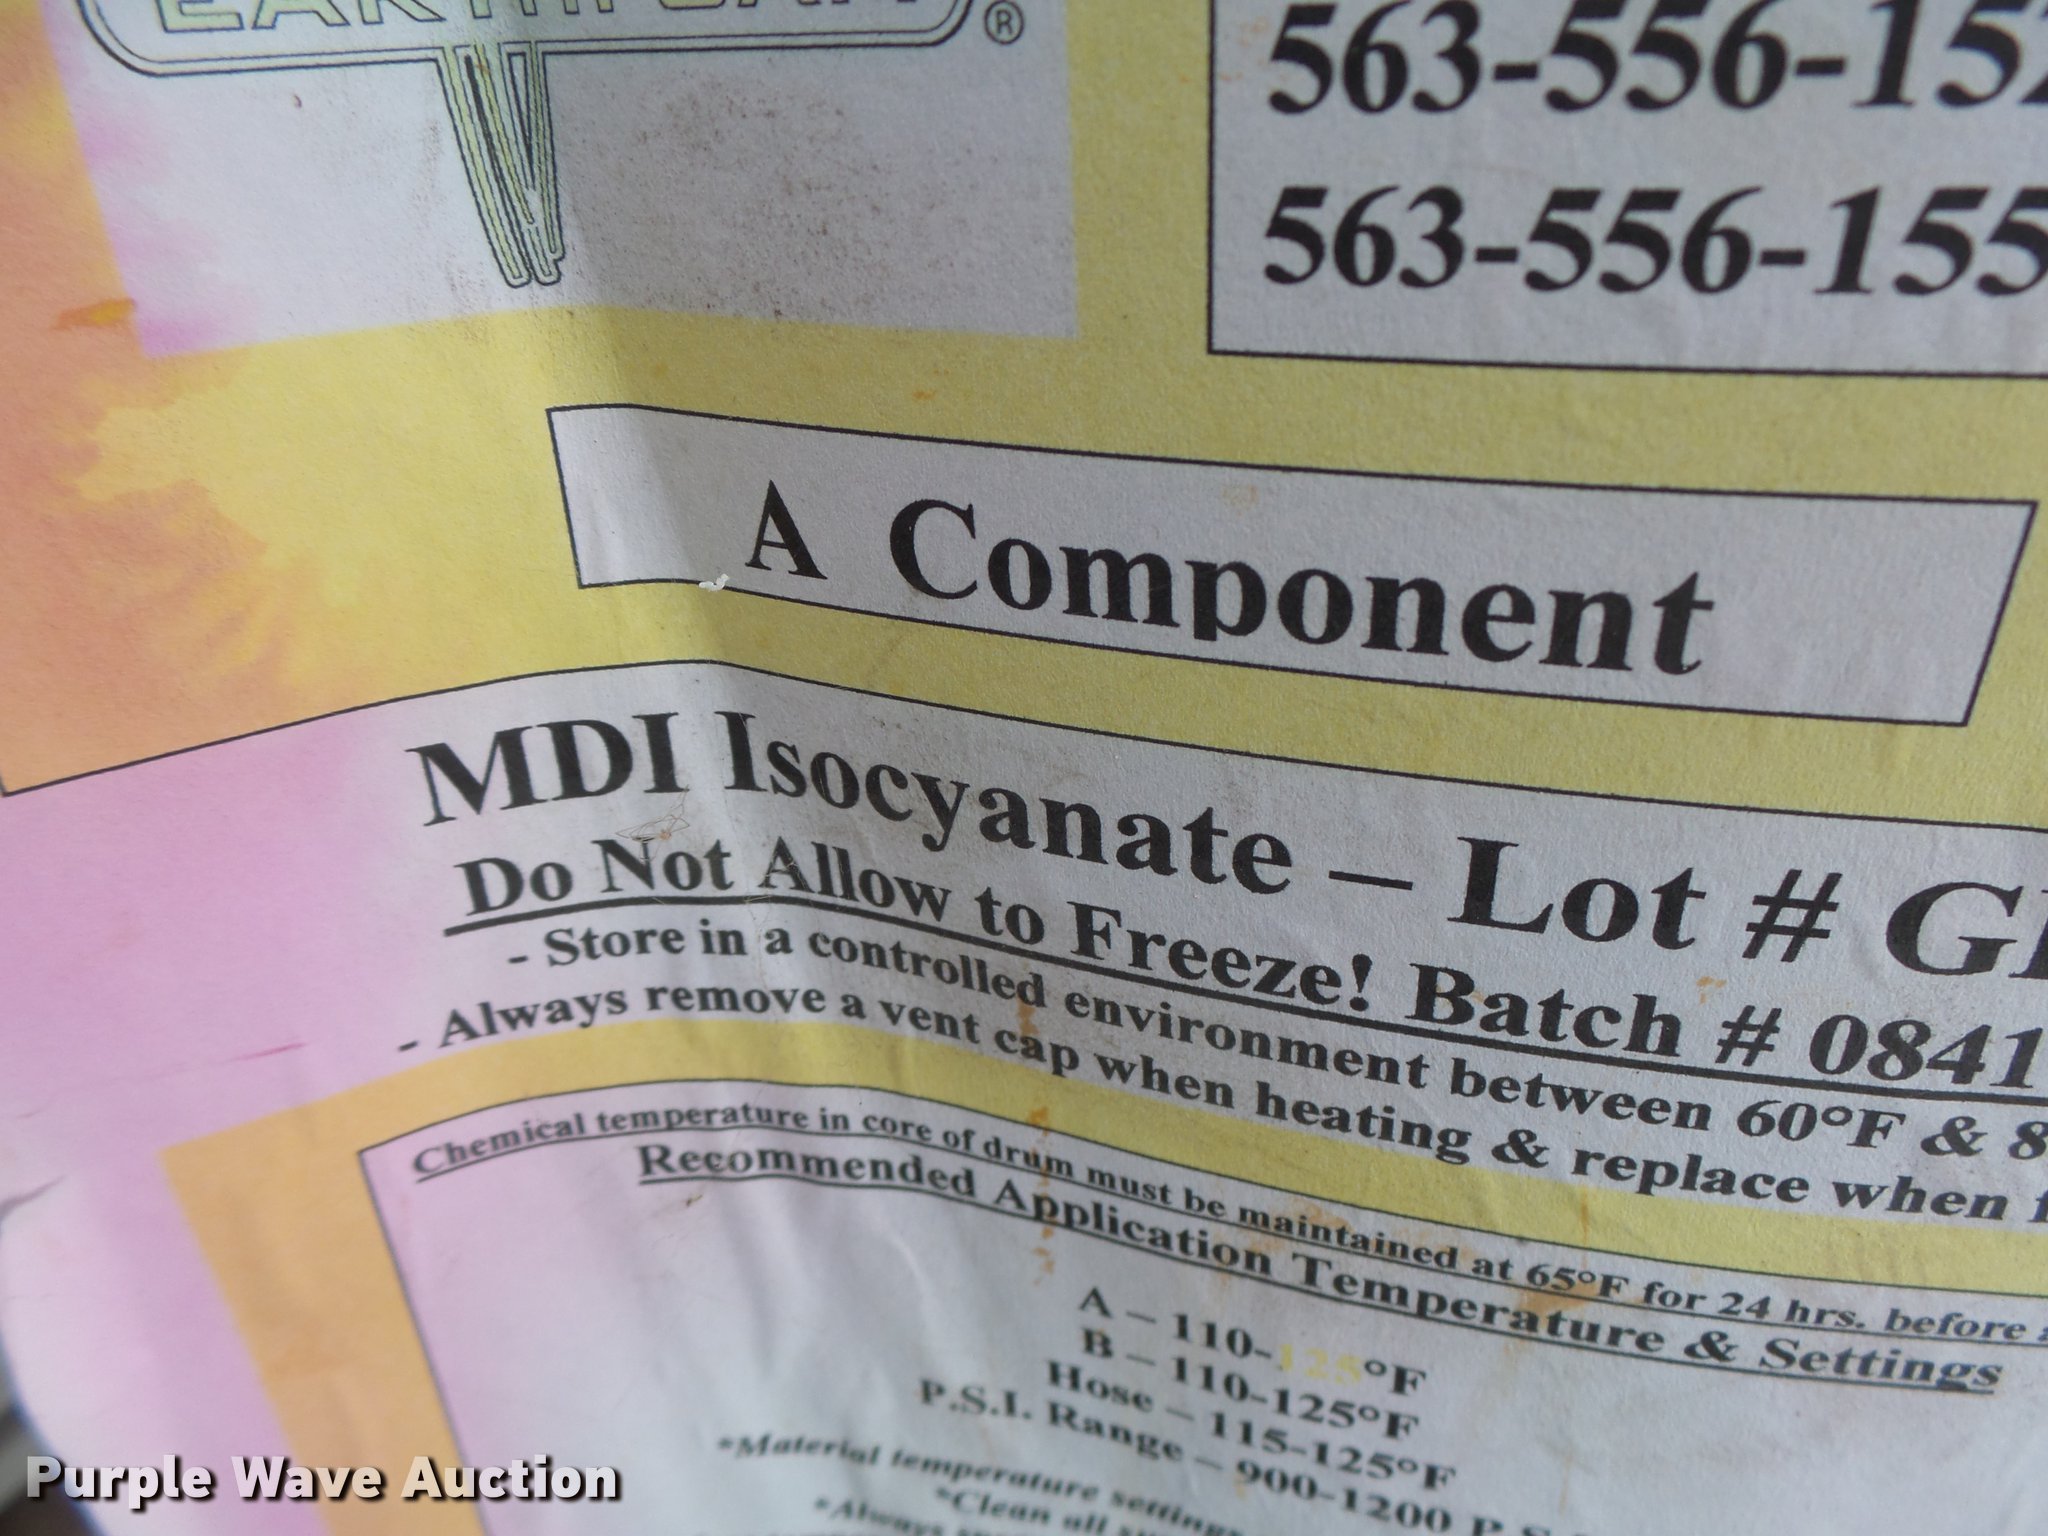 ®
563-556-15
563-556-155
A Component
MDI Isocyanate – Lot # G
Do Not Allow to Freeze! Batch # 0841
- Store in a controlled environment between 60°F & 8
- Always remove a vent cap when heating & replace when
Chemical temperature in core of drum must be maintained at 65°F for 24 hrs. before
Recommended Application Temperature & Settings
A – 110-125°F
B – 110-125°F
Hose – 115-125°F
P.S.I. Range – 900-1200 P.S.
*Material temperature settings
*Clean all
*Always
Purple Wave Auction